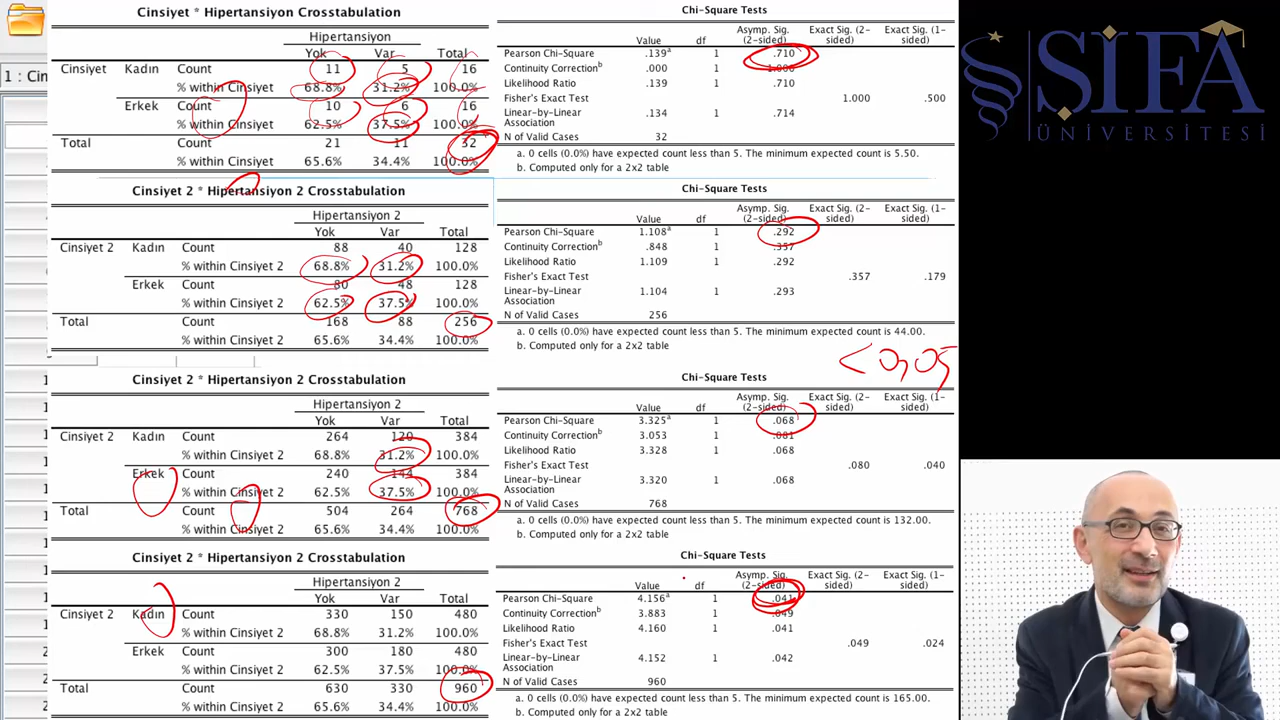 1 : Cin
Cinsiyet * Hipertansiyon Crosstabulation
Hipertansiyon
Yok Var Total
Cinsiyet Kadın Count 11 5 16
% within Cinsiyet 68.8% 31.2% 100.0%
Erkek Count 10 6 16
% within Cinsiyet 62.5% 37.5% 100.0%
Total Count 21 11 32
% within Cinsiyet 65.6% 34.4% 100.0%
Chi-Square Tests
Value df Asymp. Sig. (2-sided) Exact Sig. (2-sided) Exact Sig. (1-sided)
Pearson Chi-Square .139a 1 .710
Continuity Correctionb .000 1 1.000
Likelihood Ratio .139 1 .710
Fisher's Exact Test 1.000 .500
Linear-by-Linear Association .134 1 .714
N of Valid Cases 32
a. 0 cells (0.0%) have expected count less than 5. The minimum expected count is 5.50.
b. Computed only for a 2x2 table
Cinsiyet 2 * Hipertansiyon 2 Crosstabulation
Hipertansiyon 2
Yok Var Total
Cinsiyet 2 Kadın Count 88 40 128
% within Cinsiyet 2 68.8% 31.2% 100.0%
Erkek Count 80 48 128
% within Cinsiyet 2 62.5% 37.5% 100.0%
Total Count 168 88 256
% within Cinsiyet 2 65.6% 34.4% 100.0%
Chi-Square Tests
Value df Asymp. Sig. (2-sided) Exact Sig. (2-sided) Exact Sig. (1-sided)
Pearson Chi-Square 1.108a 1 .292
Continuity Correctionb .848 1 .357
Likelihood Ratio 1.109 1 .292
Fisher's Exact Test .357 .179
Linear-by-Linear Association 1.104 1 .293
N of Valid Cases 256
a. 0 cells (0.0%) have expected count less than 5. The minimum expected count is 44.00.
b. Computed only for a 2x2 table
< 0,05
Cinsiyet 2 * Hipertansiyon 2 Crosstabulation
Hipertansiyon 2
Yok Var Total
Cinsiyet 2 Kadın Count 264 120 384
% within Cinsiyet 2 68.8% 31.2% 100.0%
Erkek Count 240 144 384
% within Cinsiyet 2 62.5% 37.5% 100.0%
Total Count 504 264 768
% within Cinsiyet 2 65.6% 34.4% 100.0%
Chi-Square Tests
Value df Asymp. Sig. (2-sided) Exact Sig. (2-sided) Exact Sig. (1-sided)
Pearson Chi-Square 3.325a 1 .068
Continuity Correctionb 3.053 1 .081
Likelihood Ratio 3.328 1 .068
Fisher's Exact Test .080 .040
Linear-by-Linear Association 3.320 1 .068
N of Valid Cases 768
a. 0 cells (0.0%) have expected count less than 5. The minimum expected count is 132.00.
b. Computed only for a 2x2 table
Cinsiyet 2 * Hipertansiyon 2 Crosstabulation
Hipertansiyon 2
Yok Var Total
Cinsiyet 2 Kadın Count 330 150 480
% within Cinsiyet 2 68.8% 31.2% 100.0%
Erkek Count 300 180 480
% within Cinsiyet 2 62.5% 37.5% 100.0%
Total Count 630 330 960
% within Cinsiyet 2 65.6% 34.4% 100.0%
Chi-Square Tests
Value df Asymp. Sig. (2-sided) Exact Sig. (2-sided) Exact Sig. (1-sided)
Pearson Chi-Square 4.156a 1 .041
Continuity Correctionb 3.883 1 .049
Likelihood Ratio 4.160 1 .041
Fisher's Exact Test .049 .024
Linear-by-Linear Association 4.152 1 .042
N of Valid Cases 960
a. 0 cells (0.0%) have expected count less than 5. The minimum expected count is 165.00.
b. Computed only for a 2x2 table
ŞİFA
ÜNİVERSİTESİ